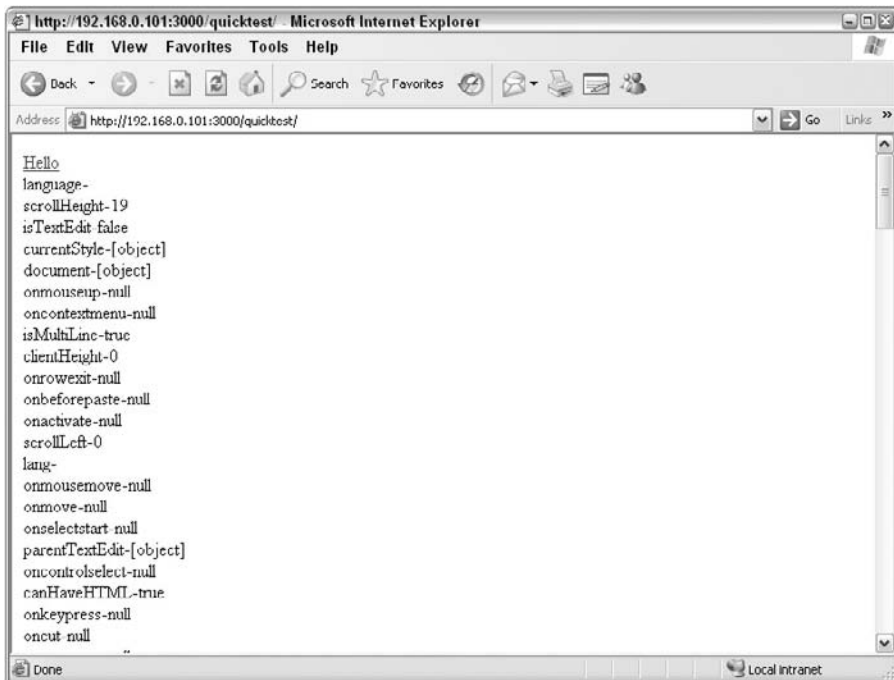 http://192.168.0.101:3000/quicktest/ - Microsoft Internet Explorer
File Edit View Favorites Tools Help
Back Search Favorites
Address http://192.168.0.101:3000/quicktest/ Go Links »
Hello
language-
scrollHeight-19
isTextEdit-false
currentStyle-[object]
document-[object]
onmouseup-null
oncontextmenu-null
isMultiLine-true
clientHeight-0
onrowexit-null
onbeforepaste-null
onactivate-null
scrollLeft-0
lang-
onmousemove-null
onmove-null
onselectstart-null
parentTextEdit-[object]
oncontrolselect-null
canHaveHTML-true
onkeypress-null
oncut-null
Done Local intranet